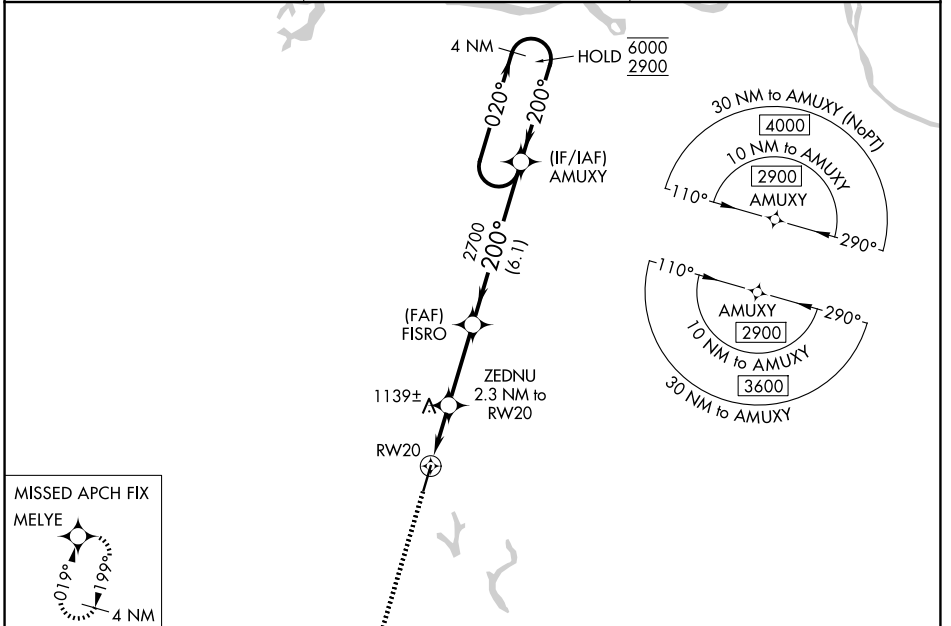 4 NM
HOLD 6000
2900
020°
200°
(IF/IAF)
AMUXY
2700
200°
(6.1)
(FAF)
FISRO
1139±
ZEDNU
2.3 NM to
RW20
RW20
30 NM to AMUXY (NoPT)
4000
10 NM to AMUXY
2900
AMUXY
110°
290°
110°
290°
AMUXY
2900
10 NM to AMUXY
3600
30 NM to AMUXY
MISSED APCH FIX
MELYE
019°
199°
4 NM